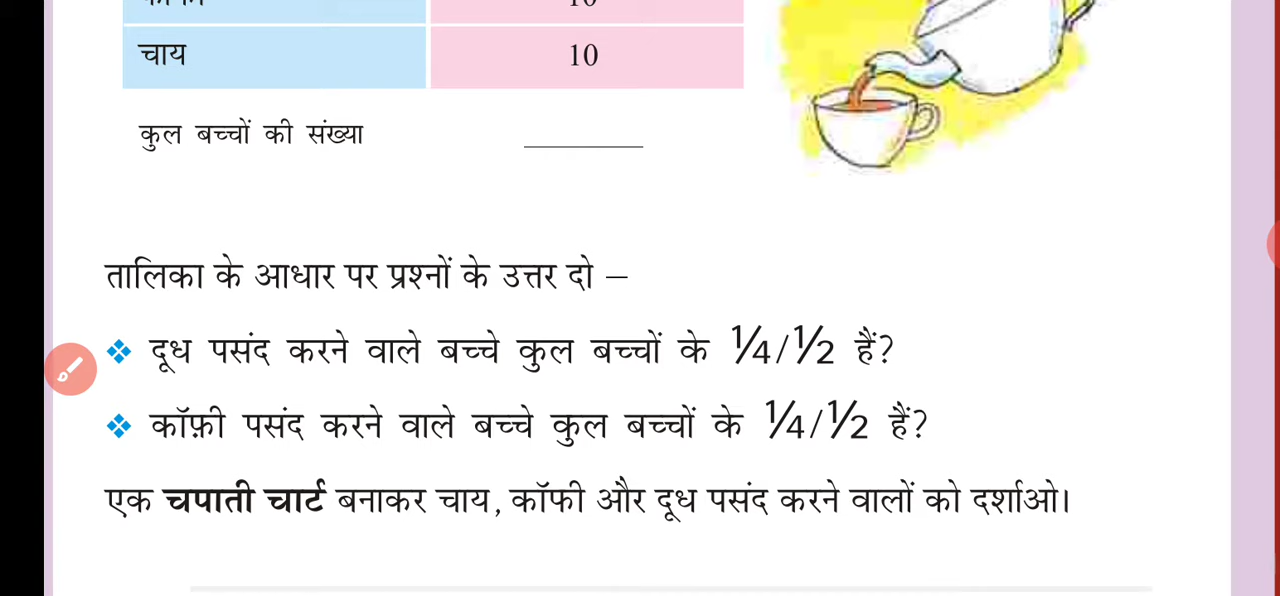 चाय 10
कुल बच्चों की संख्या
तालिका के आधार पर प्रश्नों के उत्तर दो –
❖ दूध पसंद करने वाले बच्चे कुल बच्चों के 1/4/1/2 हैं?
❖ कॉफ़ी पसंद करने वाले बच्चे कुल बच्चों के 1/4/1/2 हैं?
एक चपाती चार्ट बनाकर चाय, कॉफी और दूध पसंद करने वालों को दर्शाओ।